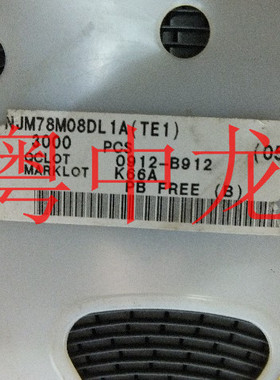 NJM78M08DL1A(TE1)
3000 PCS (05
QCLOT 0912-B912
MARKLOT K66A
PB FREE (B)
粤中龙